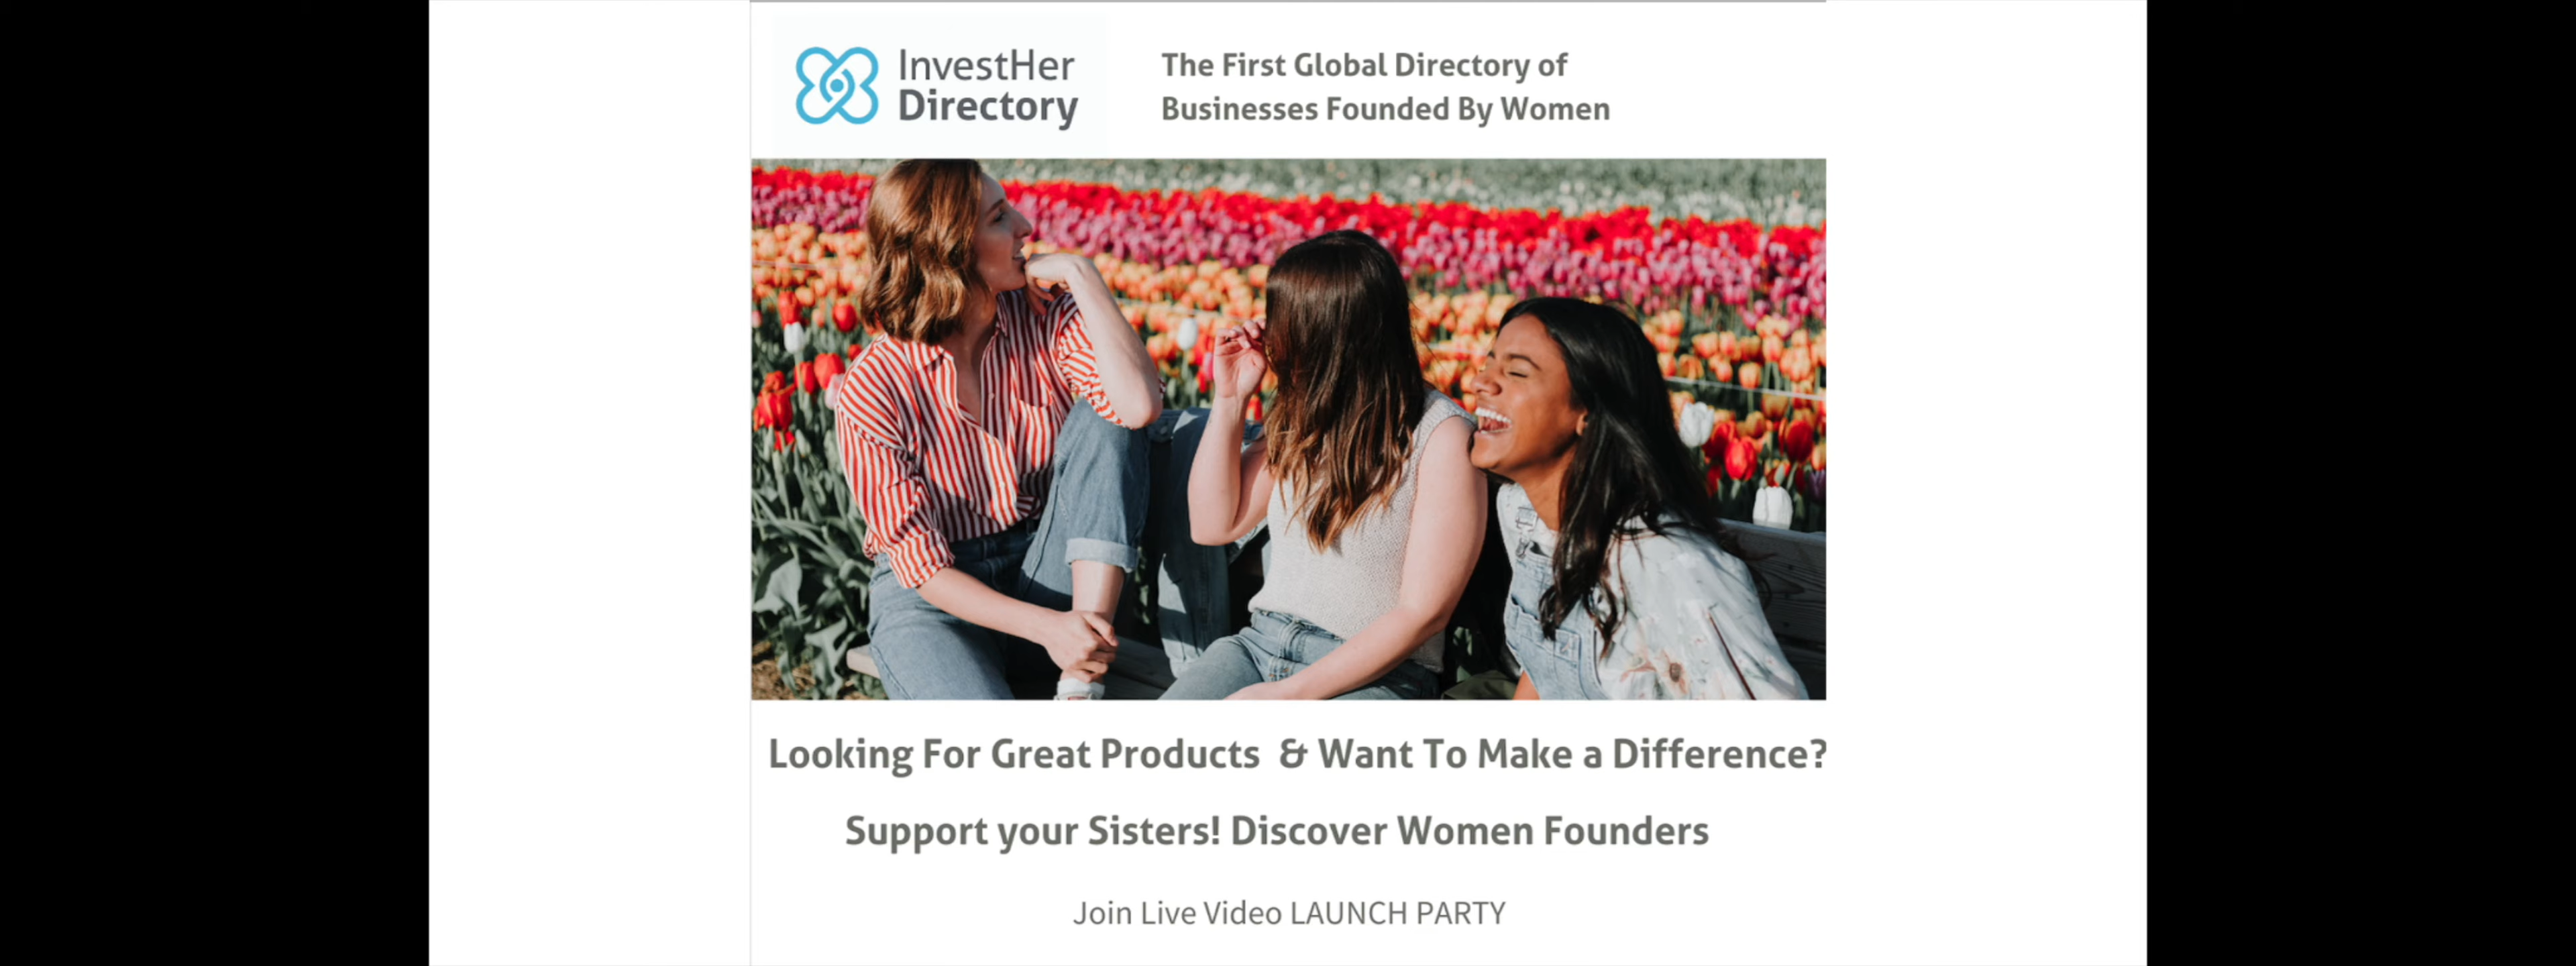 InvestHer
Directory
The First Global Directory of
Businesses Founded By Women
Looking For Great Products & Want To Make a Difference?
Support your Sisters! Discover Women Founders
Join Live Video LAUNCH PARTY